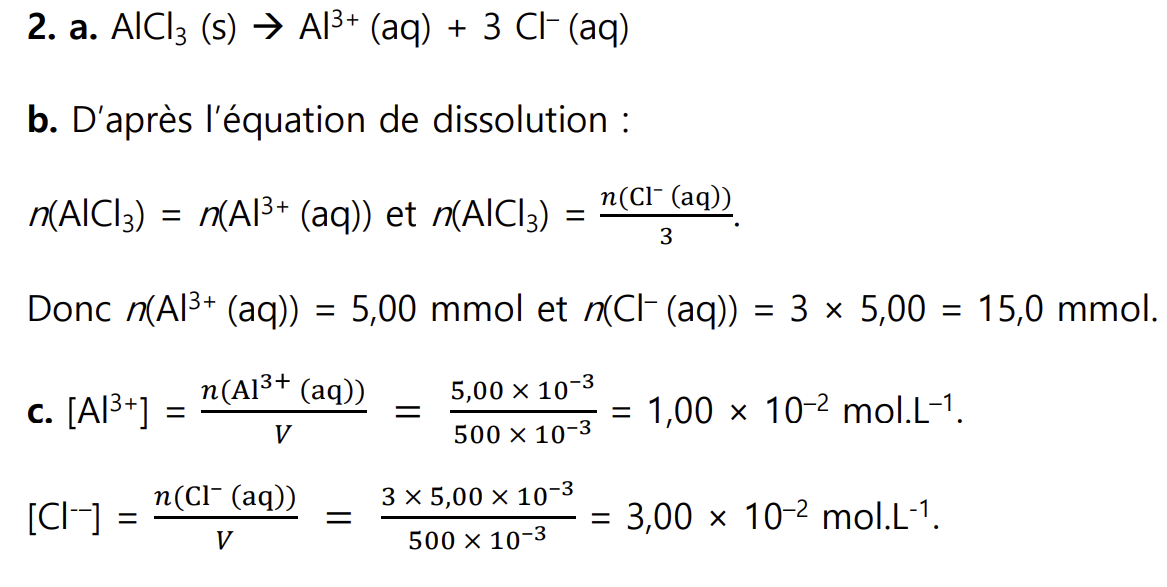 2. a. AlCl₃ (s) → Al³⁺ (aq) + 3 Cl⁻ (aq)
b. D'après l'équation de dissolution :
n(AlCl₃) = n(Al³⁺ (aq)) et n(AlCl₃) = n(Cl⁻ (aq))/3.
Donc n(Al³⁺ (aq)) = 5,00 mmol et n(Cl⁻ (aq)) = 3 × 5,00 = 15,0 mmol.
c. [Al³⁺] = n(Al³⁺ (aq))/V = 5,00 × 10⁻³/500 × 10⁻³ = 1,00 × 10⁻² mol.L⁻¹.
[Cl⁻⁻] = n(Cl⁻ (aq))/V = 3 × 5,00 × 10⁻³/500 × 10⁻³ = 3,00 × 10⁻² mol.L⁻¹.